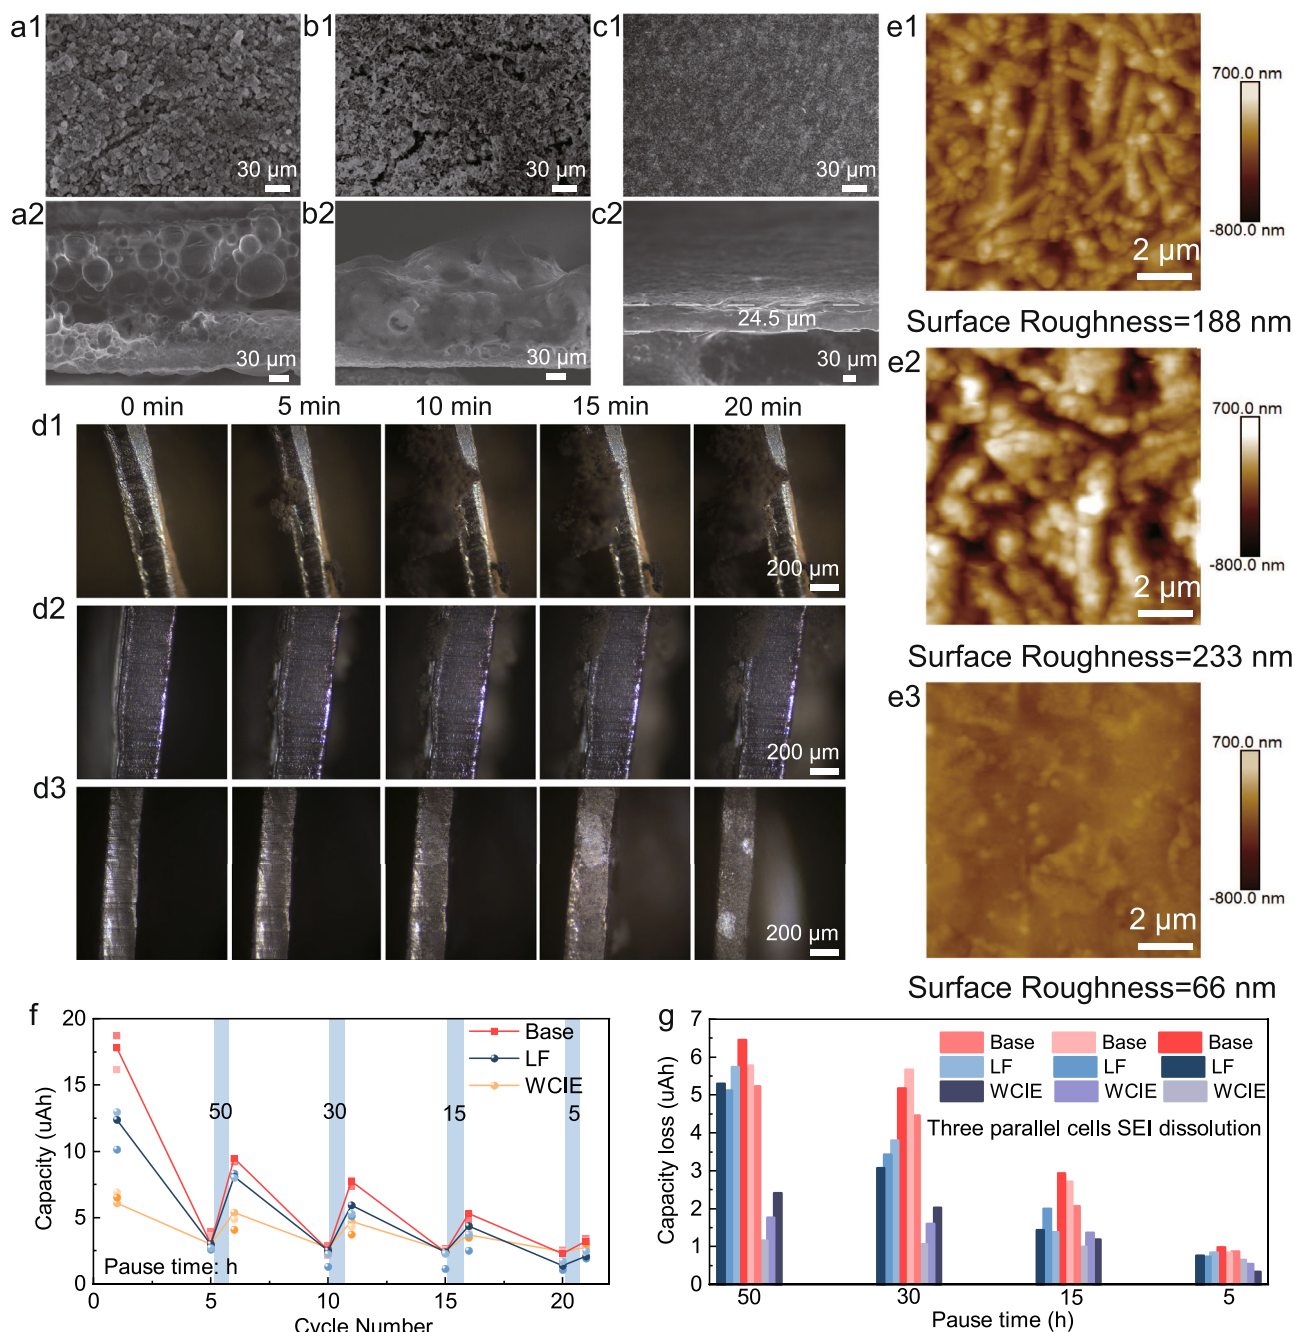 a1
b1
c1
e1
30 µm
30 µm
30 µm
700.0 nm
-800.0 nm
2 µm
Surface Roughness=188 nm
a2
b2
c2
24.5 µm
30 µm
30 µm
30 µm
e2
700.0 nm
-800.0 nm
2 µm
Surface Roughness=233 nm
0 min
5 min
10 min
15 min
20 min
d1
200 µm
d2
200 µm
d3
200 µm
e3
700.0 nm
-800.0 nm
2 µm
Surface Roughness=66 nm
f
20
15
10
5
0
Capacity (uAh)
Base
LF
WCIE
50
30
15
5
Pause time: h
0
5
10
15
20
Cycle Number
g
7
6
5
4
3
2
1
0
Capacity loss (uAh)
Base
Base
Base
LF
LF
LF
WCIE
WCIE
WCIE
Three parallel cells SEI dissolution
50
30
15
5
Pause time (h)